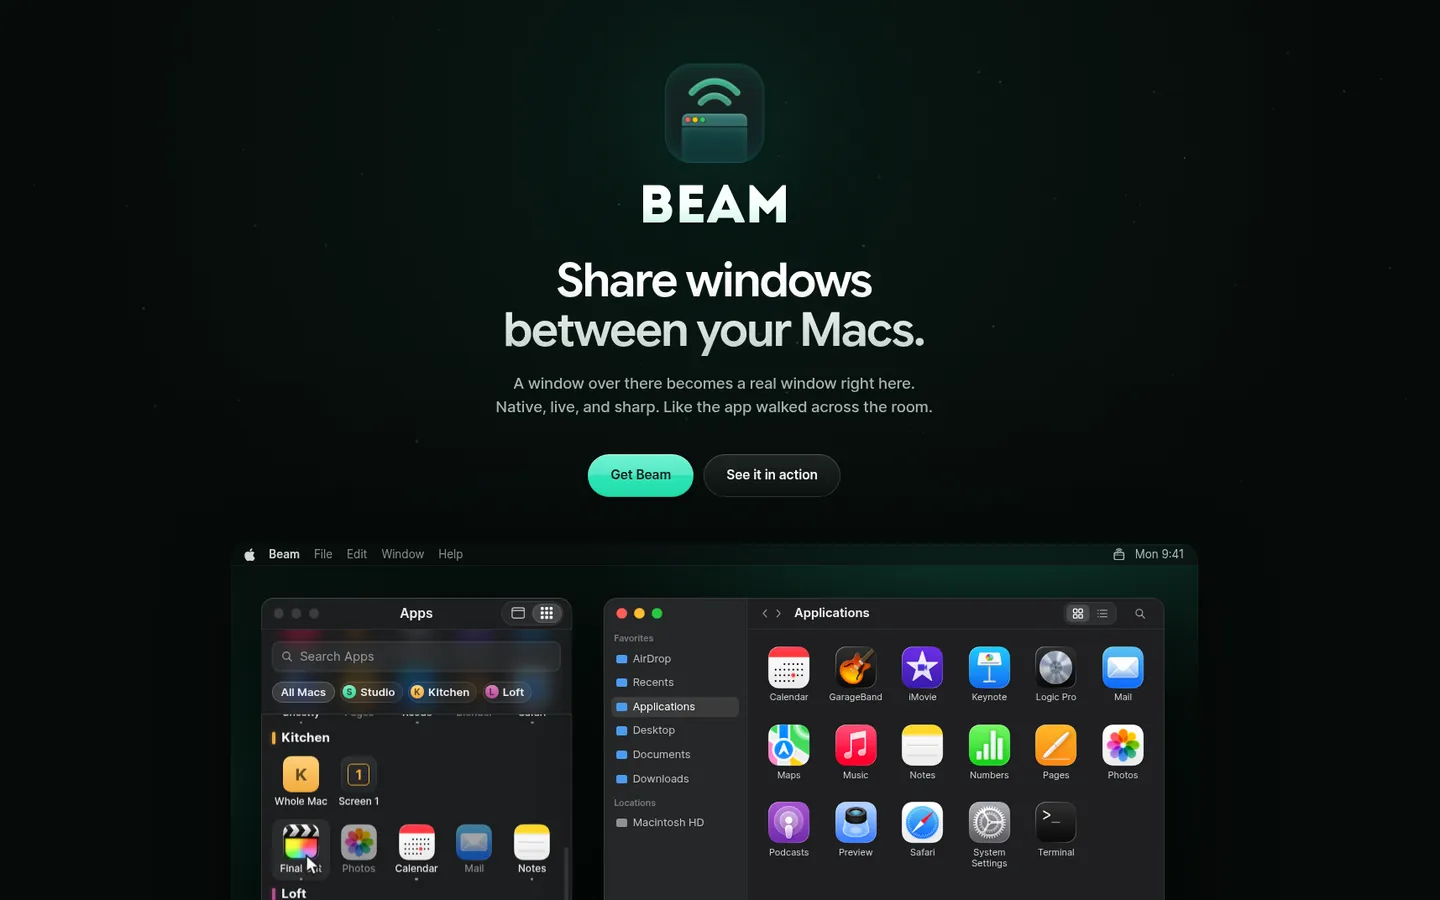 BEAM
Share windows
between your Macs.
A window over there becomes a real window right here.
Native, live, and sharp. Like the app walked across the room.
Get Beam
See it in action
Beam File Edit Window Help
Mon 9:41
Apps
Search Apps
All Macs
S Studio
K Kitchen
L Loft
Kitchen
K
1
Whole Mac
Screen 1
Final
Photos
Calendar
Mail
Notes
Loft
Favorites
AirDrop
Recents
Applications
Desktop
Documents
Downloads
Locations
Macintosh HD
Applications
Calendar
GarageBand
iMovie
Keynote
Logic Pro
Mail
Maps
Music
Notes
Numbers
Pages
Photos
Podcasts
Preview
Safari
System
Settings
>_
Terminal